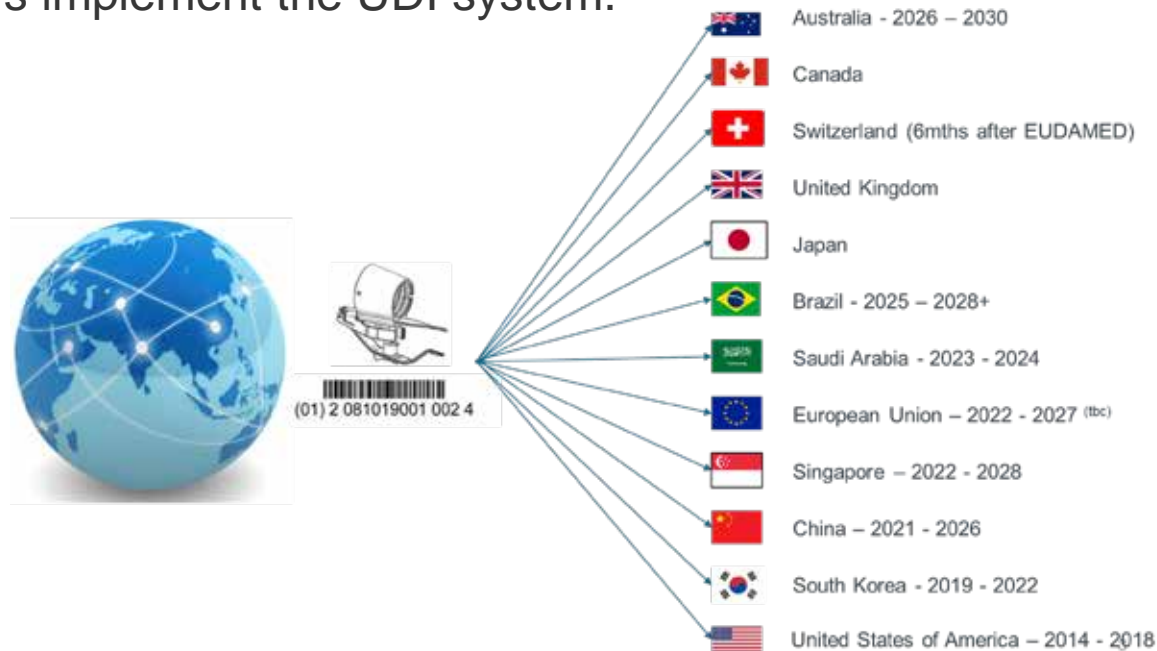 s implement the UDI system.
Australia - 2026 – 2030
Canada
Switzerland (6mths after EUDAMED)
United Kingdom
Japan
Brazil - 2025 – 2028+
Saudi Arabia - 2023 - 2024
(01) 2 081019001 002 4
European Union – 2022 - 2027 (tbc)
Singapore – 2022 - 2028
China – 2021 - 2026
South Korea - 2019 - 2022
United States of America – 2014 - 2018